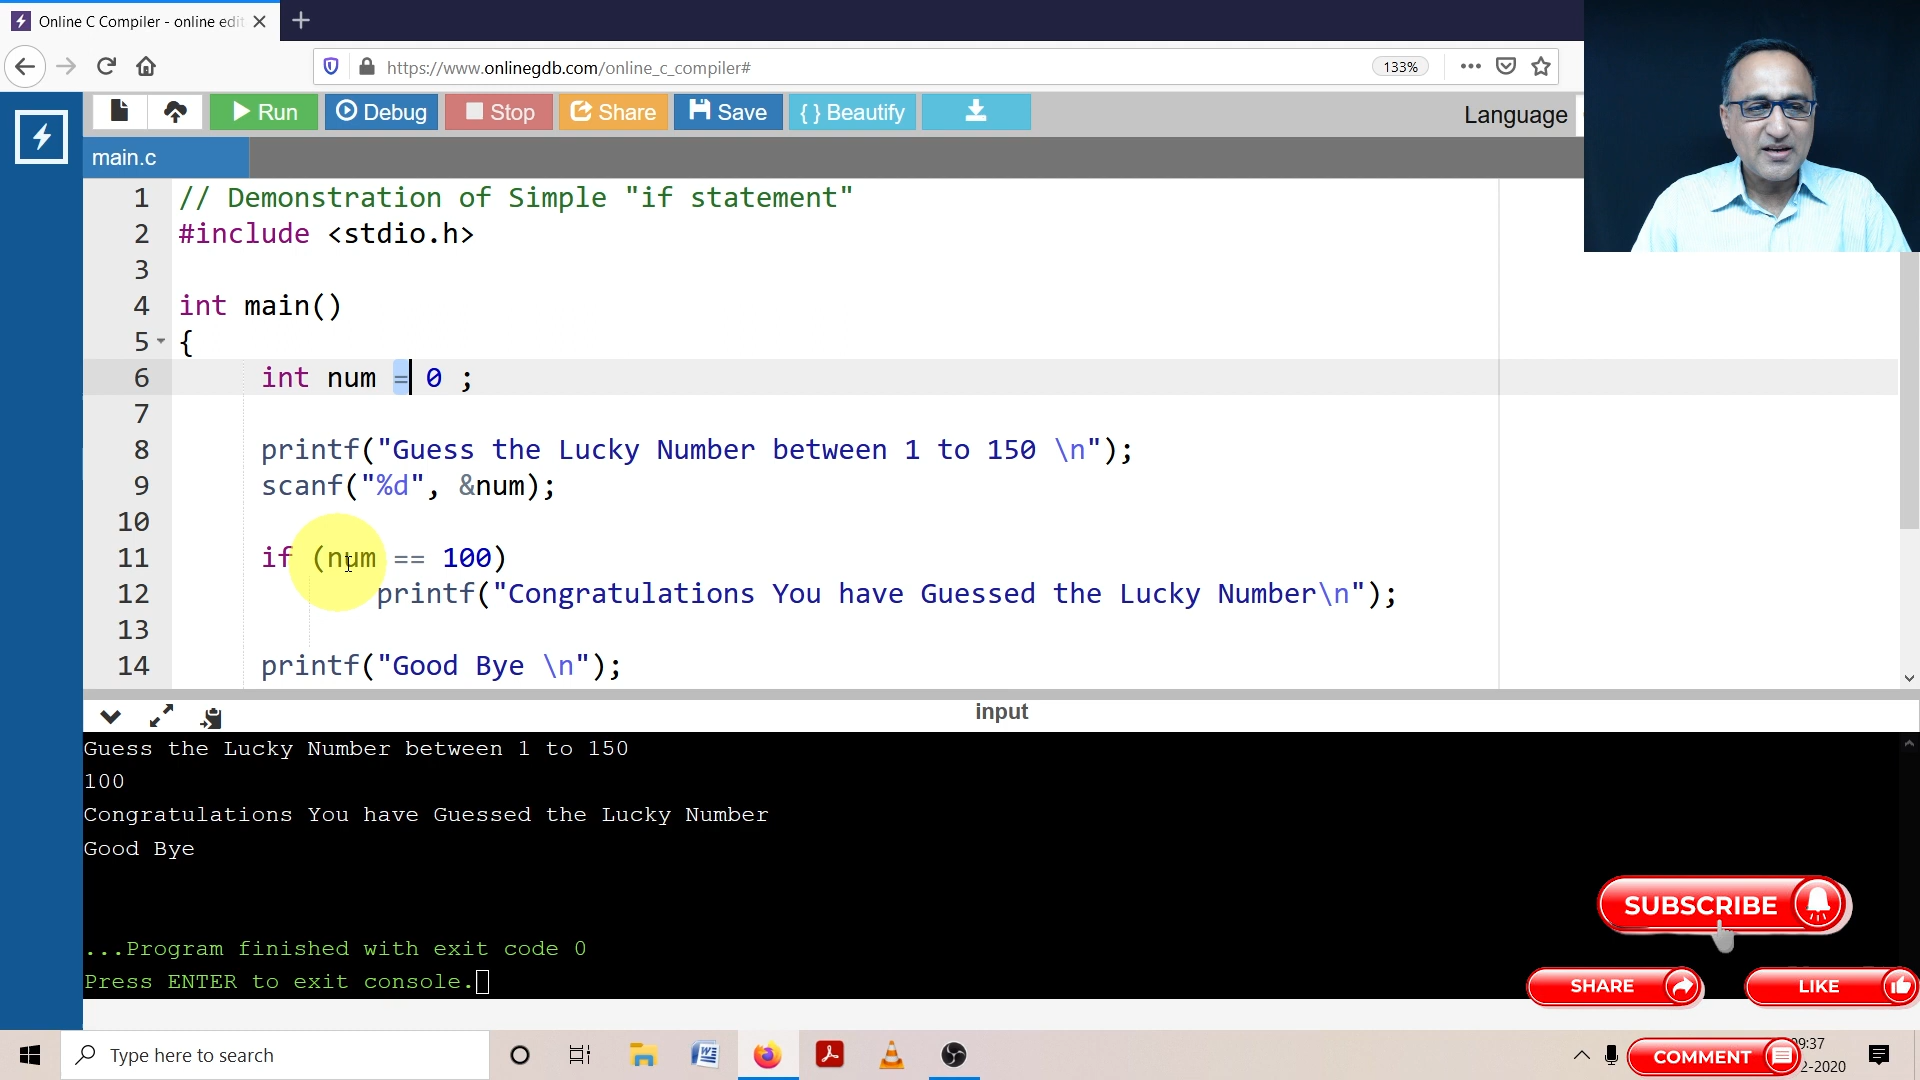 Online C Compiler - online edit
https://www.onlinegdb.com/online_c_compiler#
133%
Run
Debug
Stop
Share
Save
{ } Beautify
Language
main.c
1 // Demonstration of Simple "if statement"
2 #include <stdio.h>
3
4 int main()
5 {
6 int num = 0 ;
7
8 printf("Guess the Lucky Number between 1 to 150 \n");
9 scanf("%d", &num);
10
11 if (num == 100)
12 printf("Congratulations You have Guessed the Lucky Number\n");
13
14 printf("Good Bye \n");
input
Guess the Lucky Number between 1 to 150
100
Congratulations You have Guessed the Lucky Number
Good Bye
...Program finished with exit code 0
Press ENTER to exit console.
SUBSCRIBE
SHARE
LIKE
Type here to search
COMMENT
9:37
2-2020